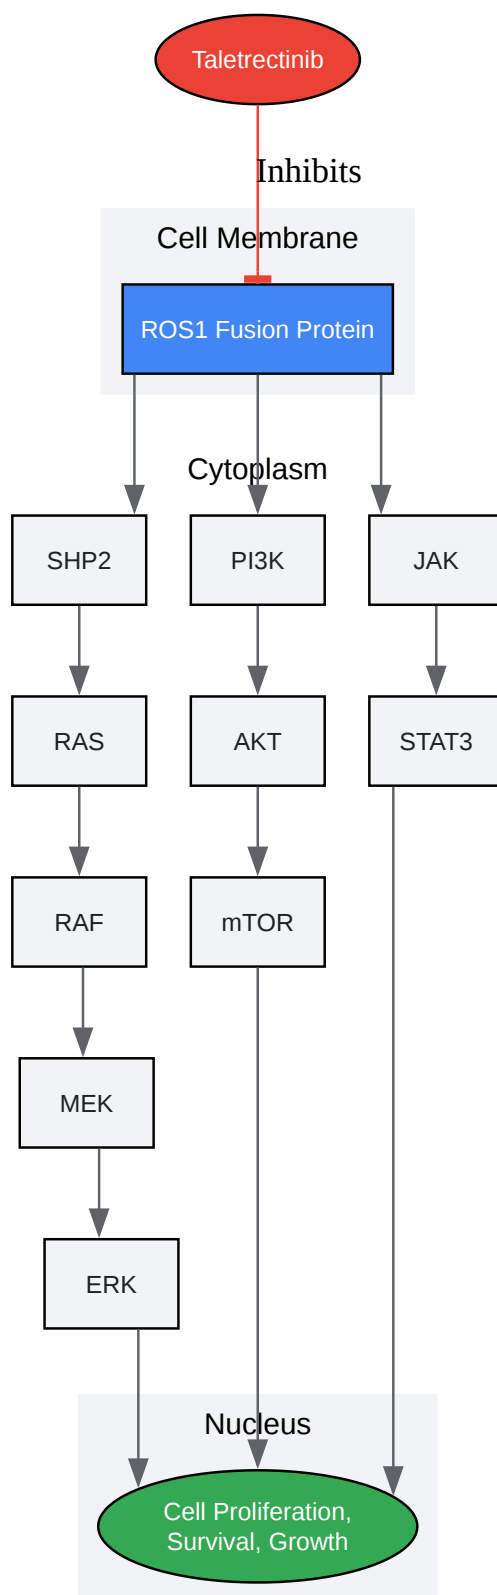 Taletrectinib
Inhibits
Cell Membrane
ROS1 Fusion Protein
Cytoplasm
SHP2
PI3K
JAK
RAS
AKT
STAT3
RAF
mTOR
MEK
ERK
Nucleus
Cell Proliferation,
Survival, Growth